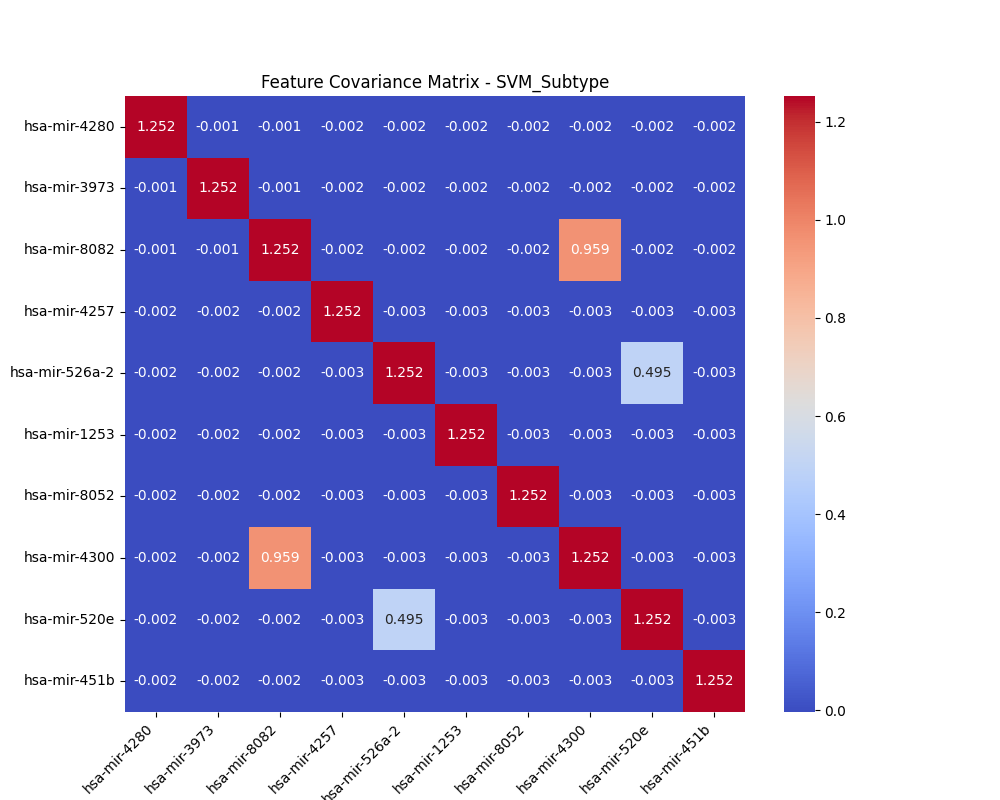 Feature Covariance Matrix - SVM_Subtype
hsa-mir-4280 1.252 -0.001 -0.001 -0.002 -0.002 -0.002 -0.002 -0.002 -0.002 -0.002
hsa-mir-3973 -0.001 1.252 -0.001 -0.002 -0.002 -0.002 -0.002 -0.002 -0.002 -0.002
hsa-mir-8082 -0.001 -0.001 1.252 -0.002 -0.002 -0.002 -0.002 0.959 -0.002 -0.002
hsa-mir-4257 -0.002 -0.002 -0.002 1.252 -0.003 -0.003 -0.003 -0.003 -0.003 -0.003
hsa-mir-526a-2 -0.002 -0.002 -0.002 -0.003 1.252 -0.003 -0.003 -0.003 0.495 -0.003
hsa-mir-1253 -0.002 -0.002 -0.002 -0.003 -0.003 1.252 -0.003 -0.003 -0.003 -0.003
hsa-mir-8052 -0.002 -0.002 -0.002 -0.003 -0.003 -0.003 1.252 -0.003 -0.003 -0.003
hsa-mir-4300 -0.002 -0.002 0.959 -0.003 -0.003 -0.003 -0.003 1.252 -0.003 -0.003
hsa-mir-520e -0.002 -0.002 -0.002 -0.003 0.495 -0.003 -0.003 -0.003 1.252 -0.003
hsa-mir-451b -0.002 -0.002 -0.002 -0.003 -0.003 -0.003 -0.003 -0.003 -0.003 1.252
hsa-mir-4280 hsa-mir-3973 hsa-mir-8082 hsa-mir-4257 hsa-mir-526a-2 hsa-mir-1253 hsa-mir-8052 hsa-mir-4300 hsa-mir-520e hsa-mir-451b
1.2
1.0
0.8
0.6
0.4
0.2
0.0